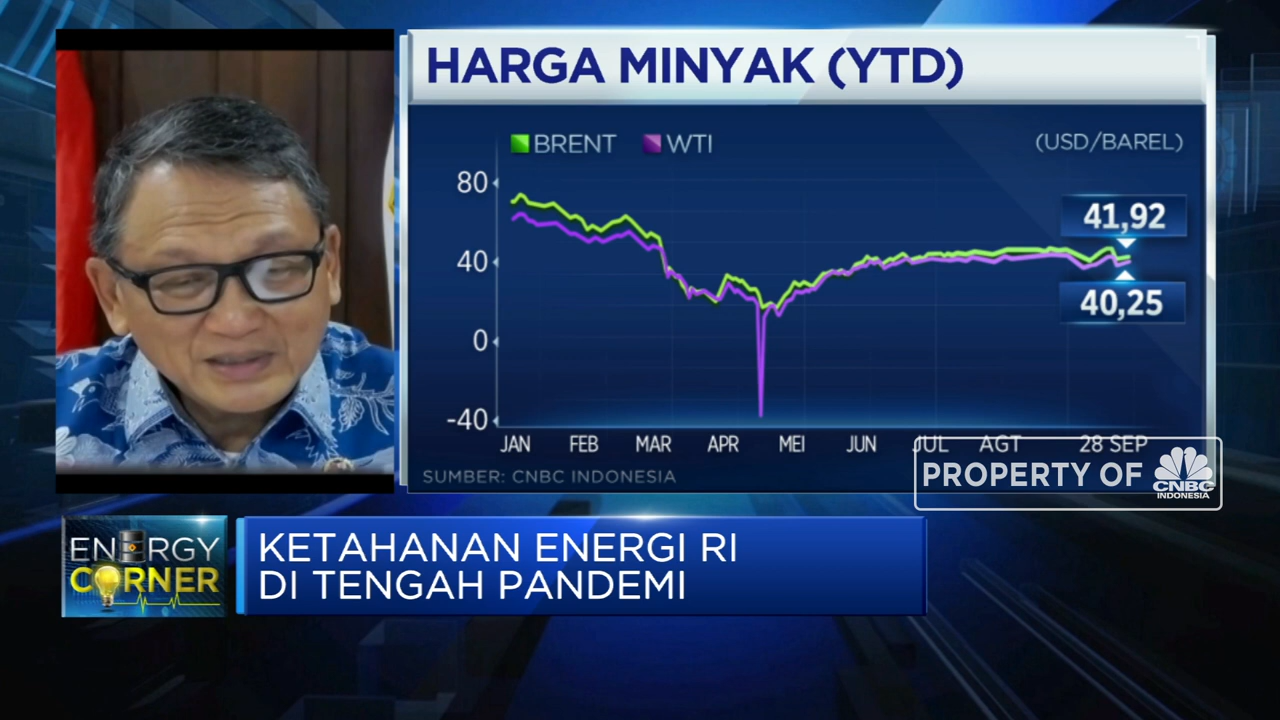 HARGA MINYAK (YTD)
BRENT WTI (USD/BAREL)
80
40
0
-40
41,92
40,25
JAN FEB MAR APR MEI JUN JUL AGT 28 SEP
SUMBER: CNBC INDONESIA
PROPERTY OF CNBC INDONESIA
ENERGY
CORNER
KETAHANAN ENERGI RI
DI TENGAH PANDEMI